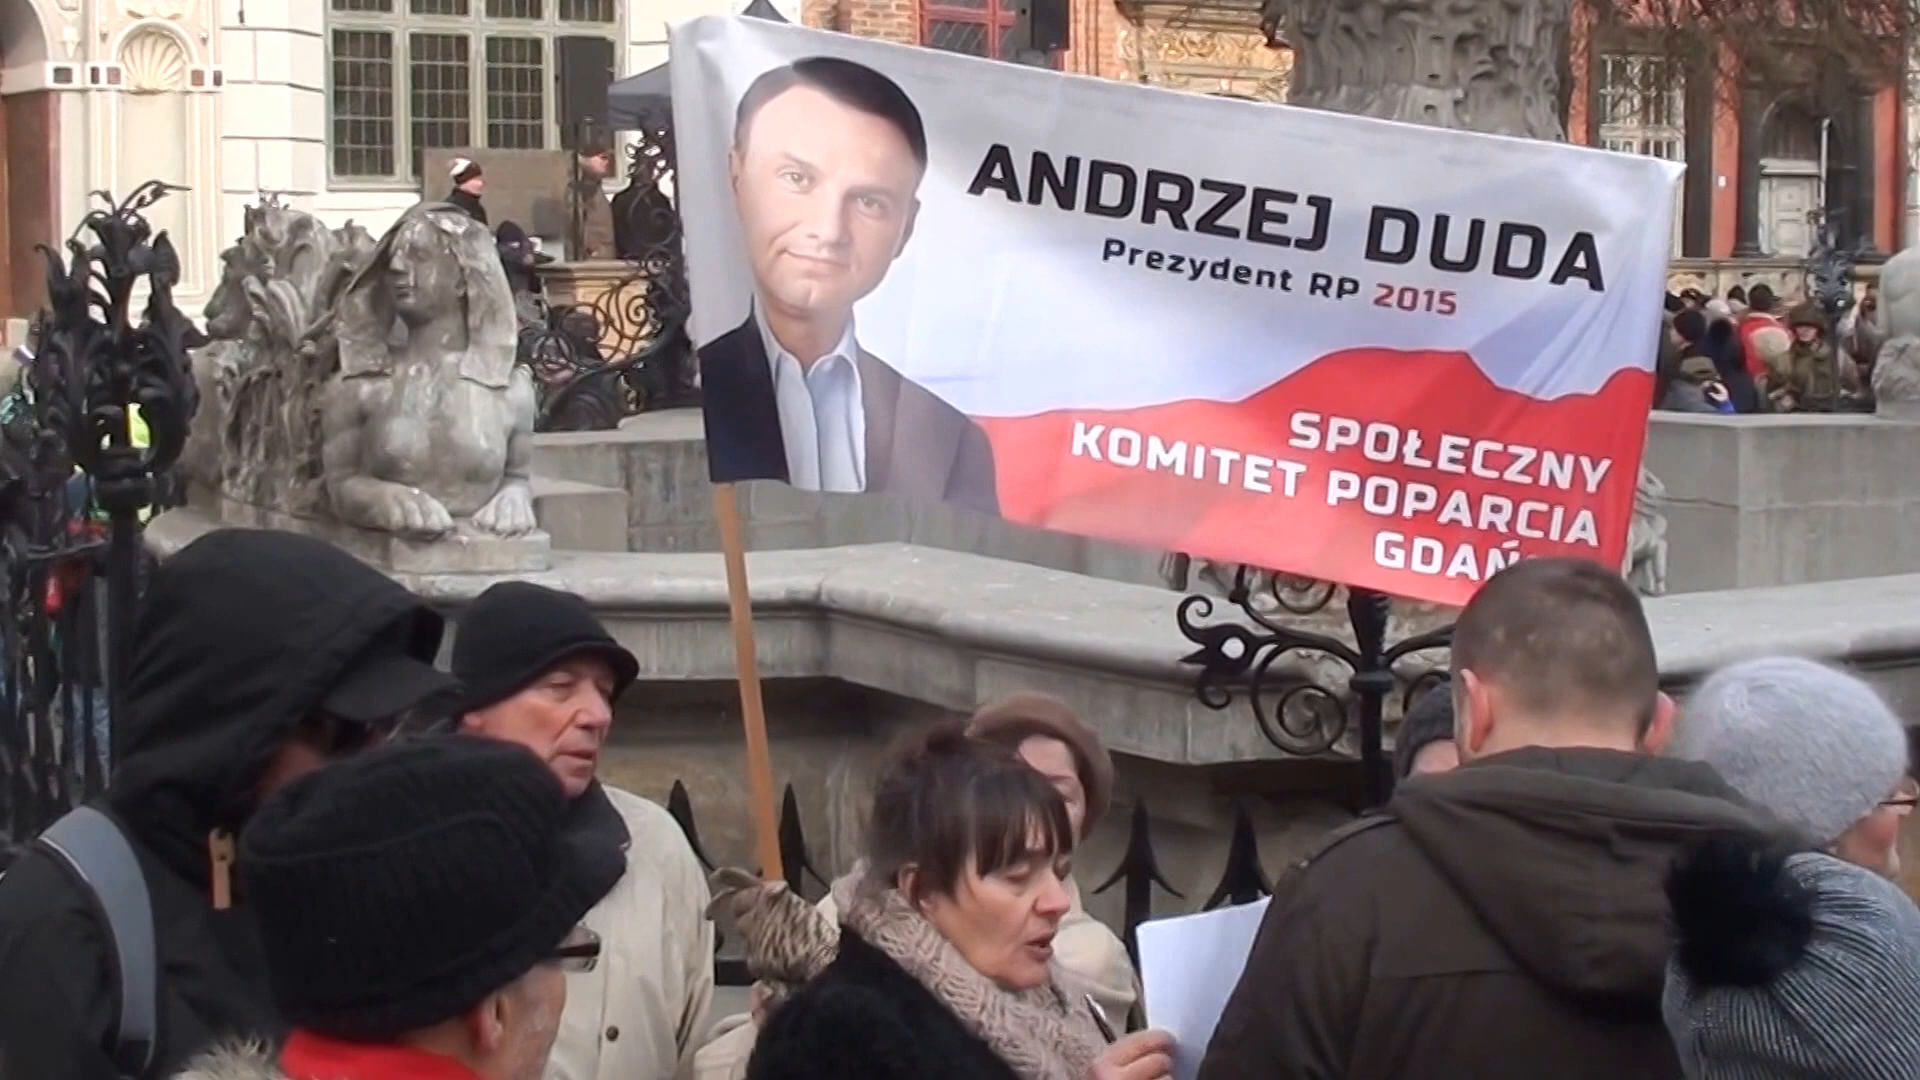 ANDRZEJ DUDA
Prezydent RP 2015
SPOŁECZNY
KOMITET POPARCIA